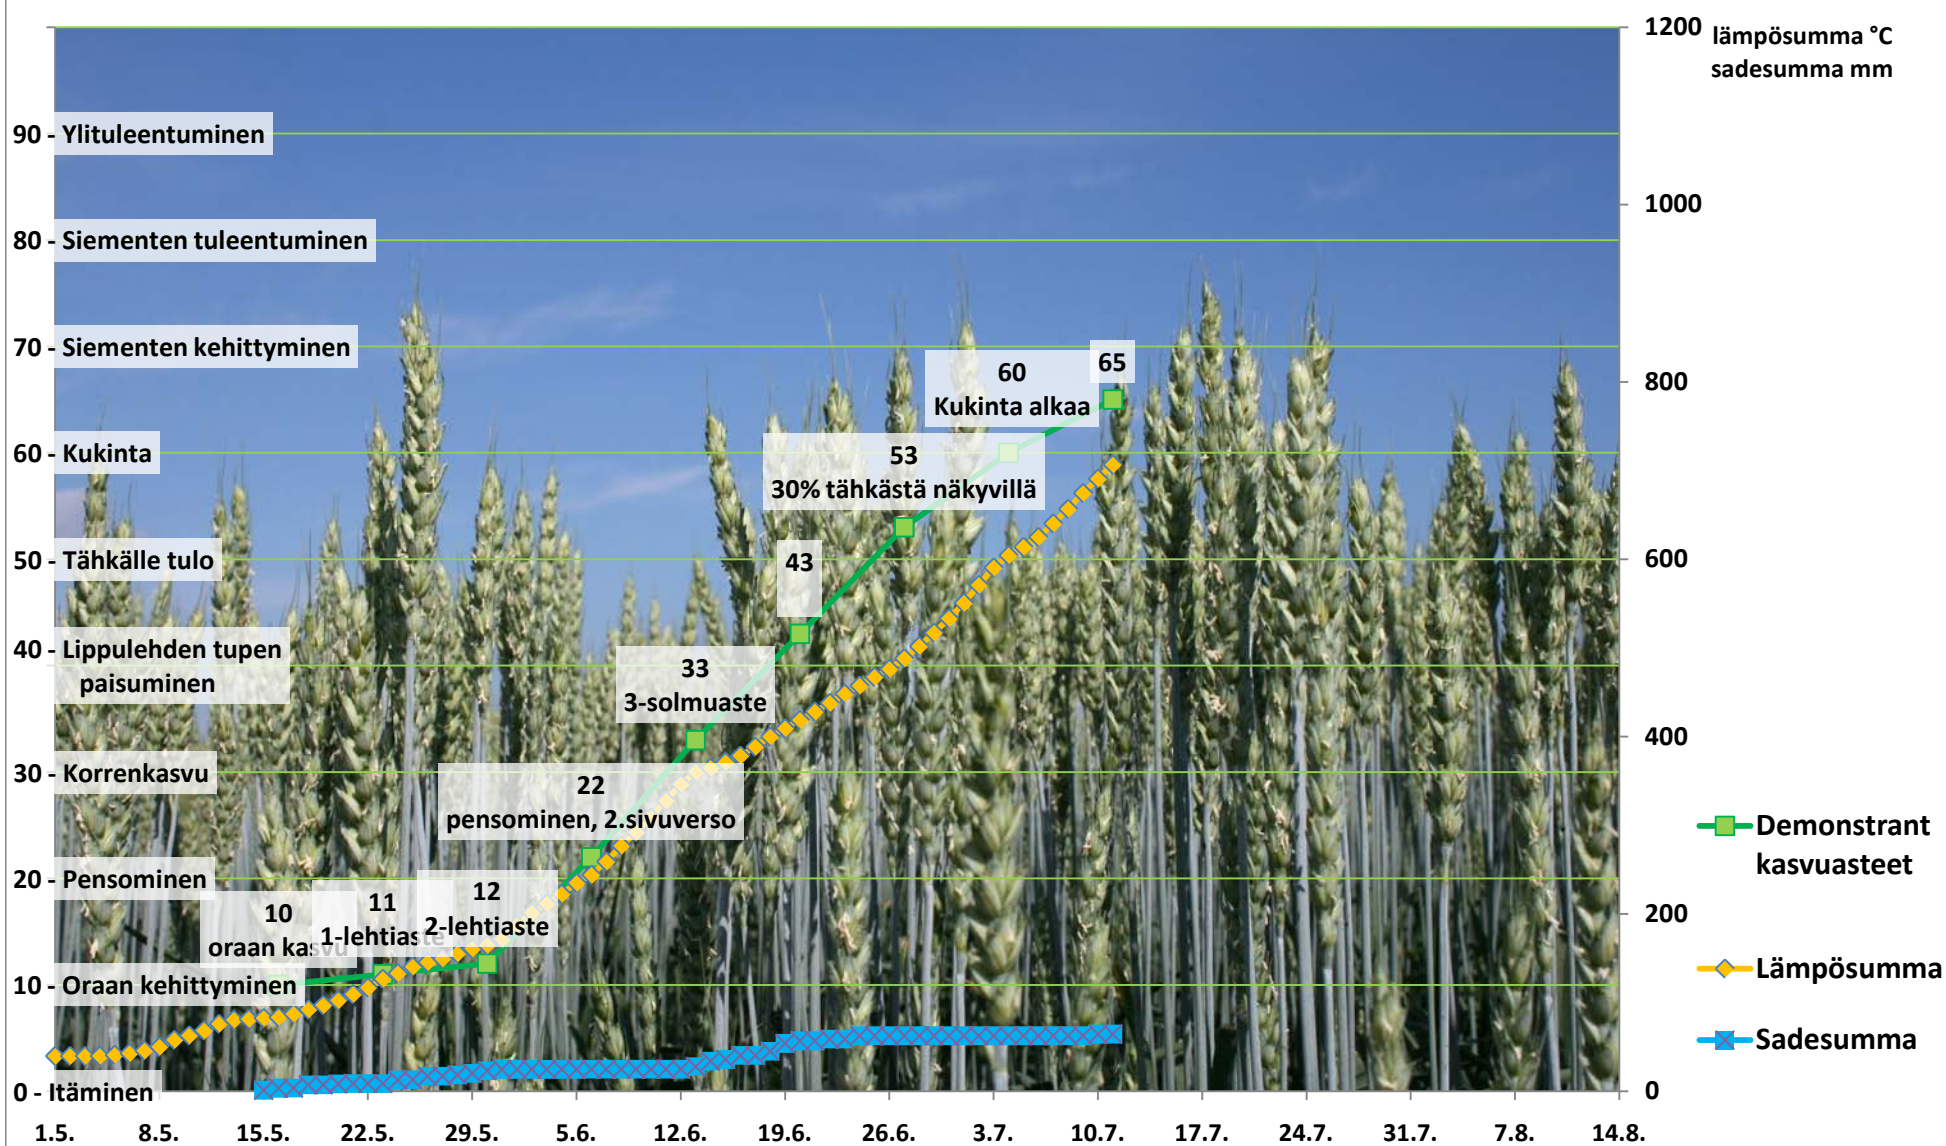 1200
lämpösumma °C
sadesumma mm
90 - Ylituleentuminen
1000
80 - Siementen tuleentuminen
70 - Siementen kehittyminen
65
60
Kukinta alkaa
800
60 - Kukinta
53
30% tähkästä näkyvillä
50 - Tähkälle tulo
43
600
40 - Lippulehden tupen
paisuminen
33
3-solmuaste
30 - Korrenkasvu
400
22
pensominen, 2.sivuverso
Demonstrant
kasvuasteet
20 - Pensominen
10
oraan kasvu
11
1-lehtiaste
12
2-lehtiaste
200
10 - Oraan kehittyminen
Lämpösumma
Sadesumma
0 - Itäminen
0
1.5. 8.5. 15.5. 22.5. 29.5. 5.6. 12.6. 19.6. 26.6. 3.7. 10.7. 17.7. 24.7. 31.7. 7.8. 14.8.